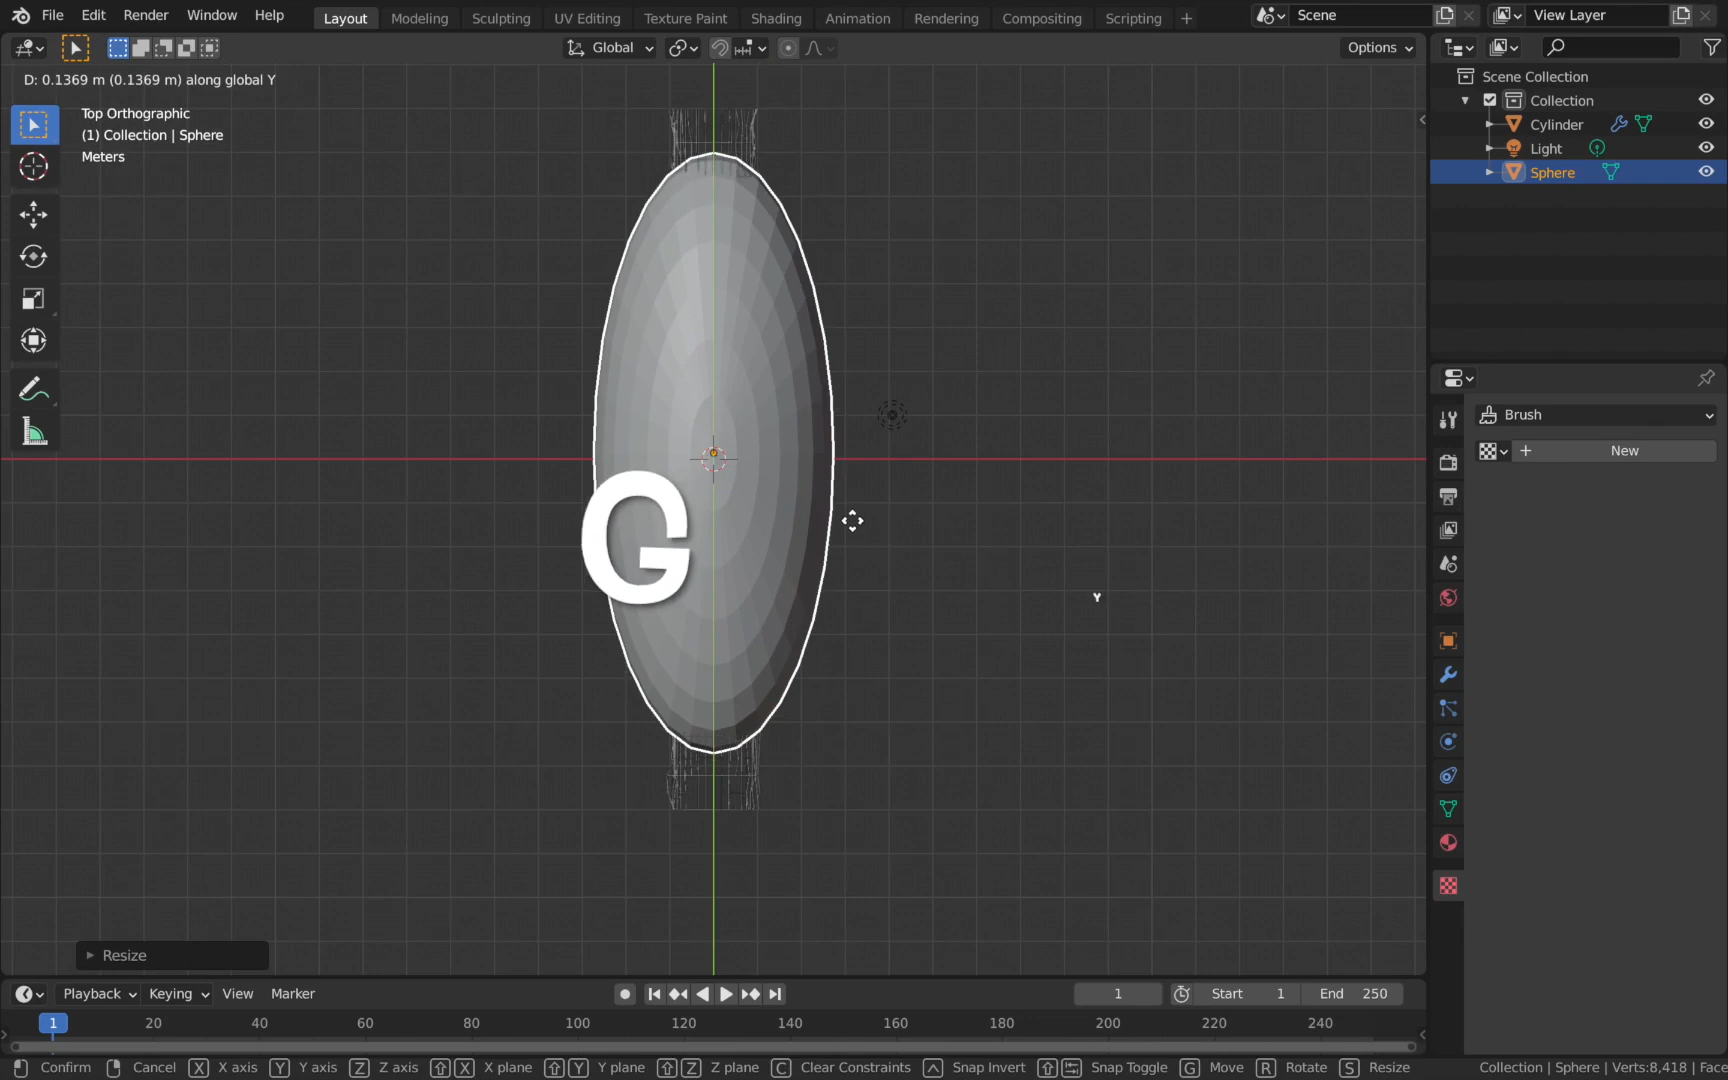 File Edit Render Window Help Layout Modeling Sculpting UV Editing Texture Paint Shading Animation Rendering Compositing Scripting + Scene View Layer
Global Options
D: 0.1369 m (0.1369 m) along global Y
Top Orthographic
(1) Collection | Sphere
Meters
Scene Collection
Collection
Cylinder
Light
Sphere
Brush
+ New
G
Y
Resize
Playback Keying View Marker 1 Start 1 End 250
1 20 40 60 80 100 120 140 160 180 200 220 240
Confirm Cancel X X axis Y Y axis Z Z axis X X plane Y Y plane Z Z plane C Clear Constraints Snap Invert Snap Toggle G Move R Rotate S Resize Collection | Sphere | Verts:8,418 | Face